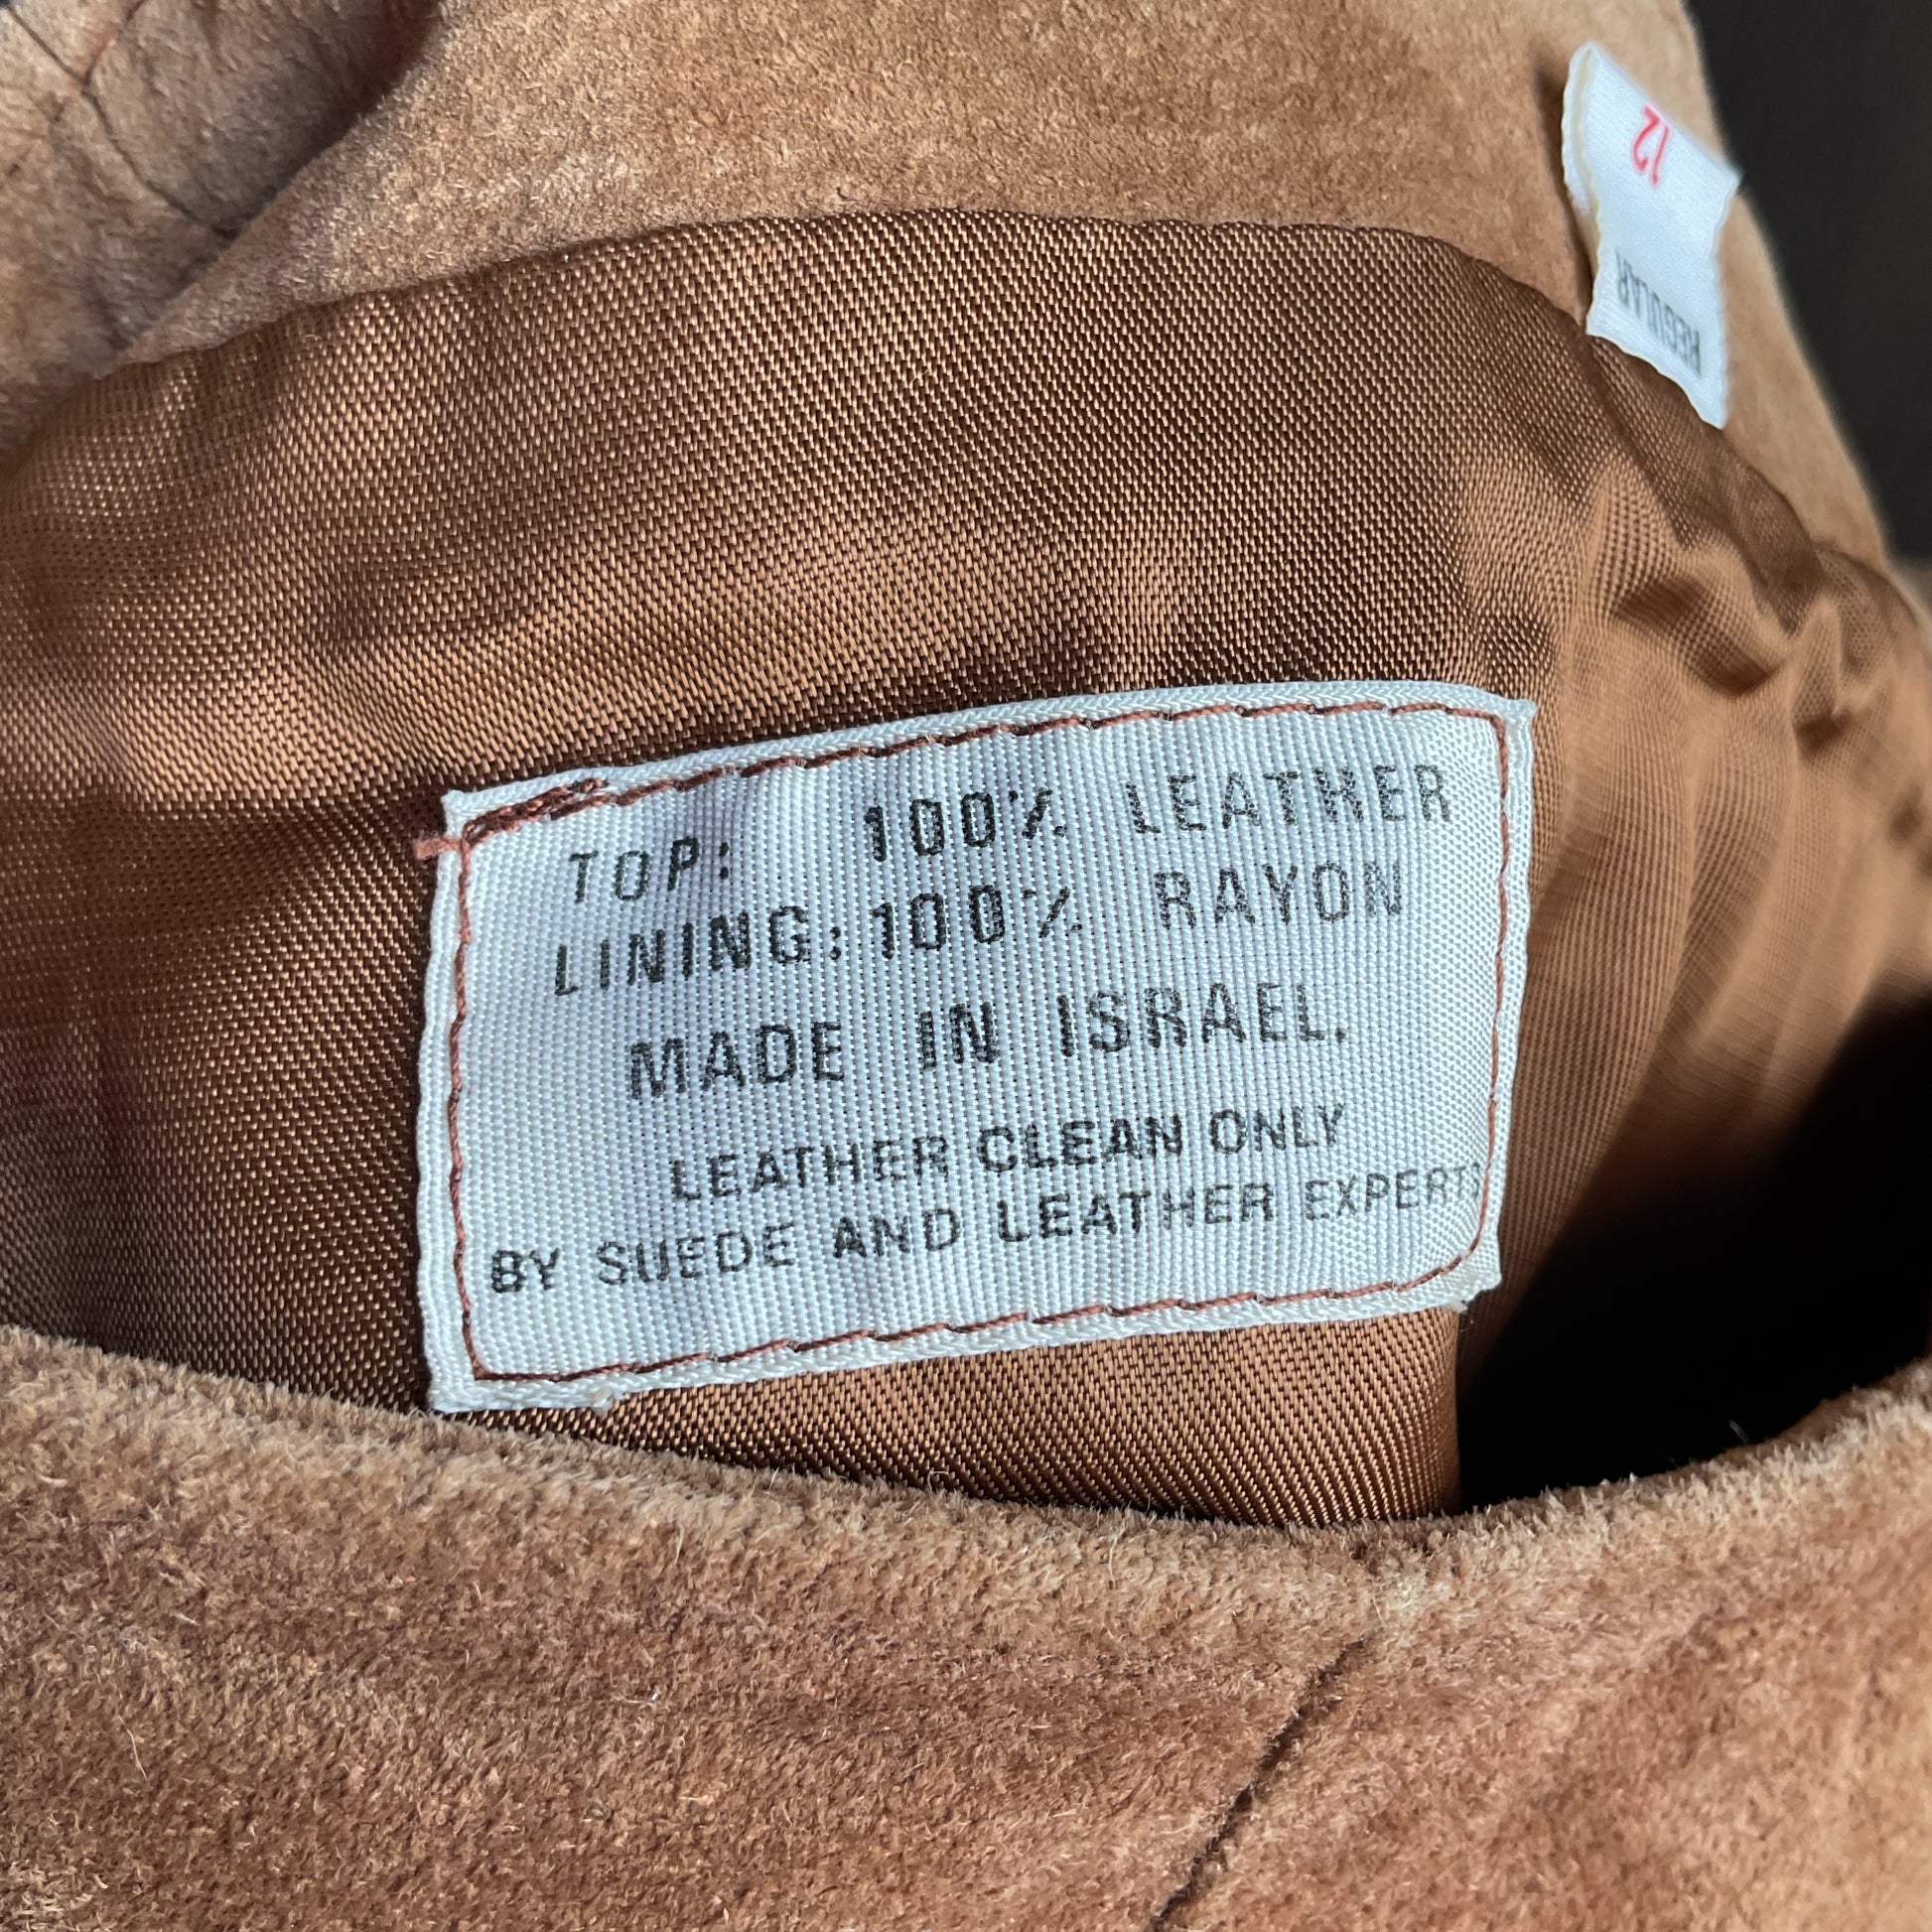 12
REGULAR
TOP: 100% LEATHER
LINING: 100% RAYON
MADE IN ISRAEL.
LEATHER CLEAN ONLY
BY SUEDE AND LEATHER EXPERTS